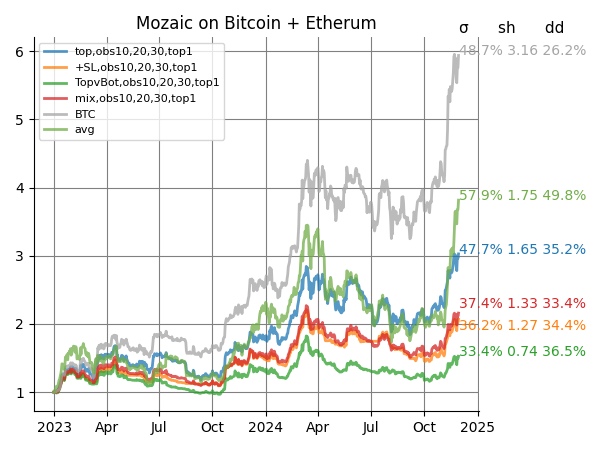 Mozaic on Bitcoin + Etherum
σ sh dd
top,obs10,20,30,top1
+SL,obs10,20,30,top1
TopvBot,obs10,20,30,top1
mix,obs10,20,30,top1
BTC
avg
48.7% 3.16 26.2%
57.9% 1.75 49.8%
47.7% 1.65 35.2%
37.4% 1.33 33.4%
36.2% 1.27 34.4%
33.4% 0.74 36.5%
6
5
4
3
2
1
2023 Apr Jul Oct 2024 Apr Jul Oct 2025